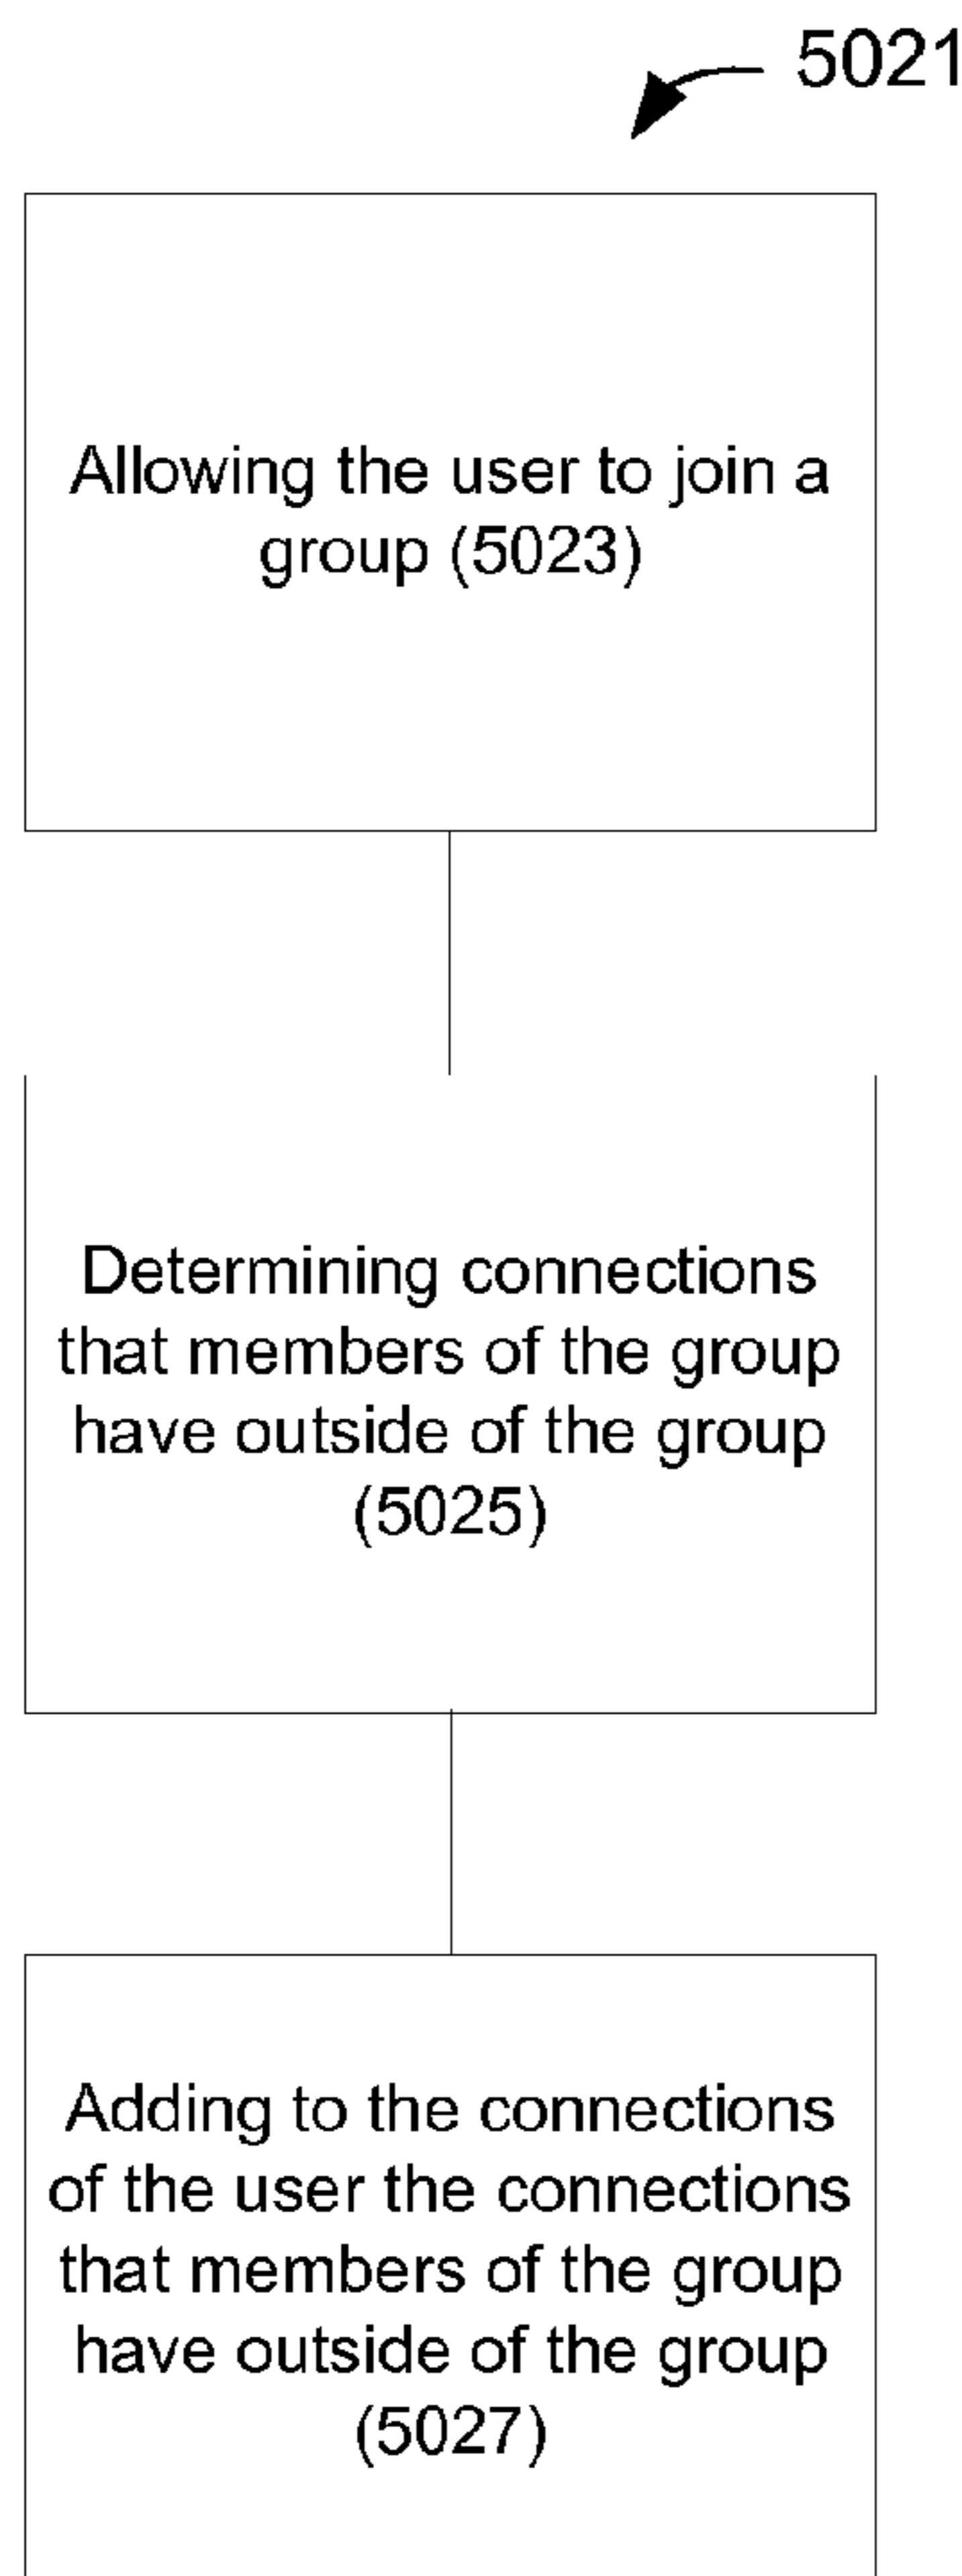 5021
Allowing the user to join a
group (5023)
Determining connections
that members of the group
have outside of the group
(5025)
Adding to the connections
of the user the connections
that members of the group
have outside of the group
(5027)